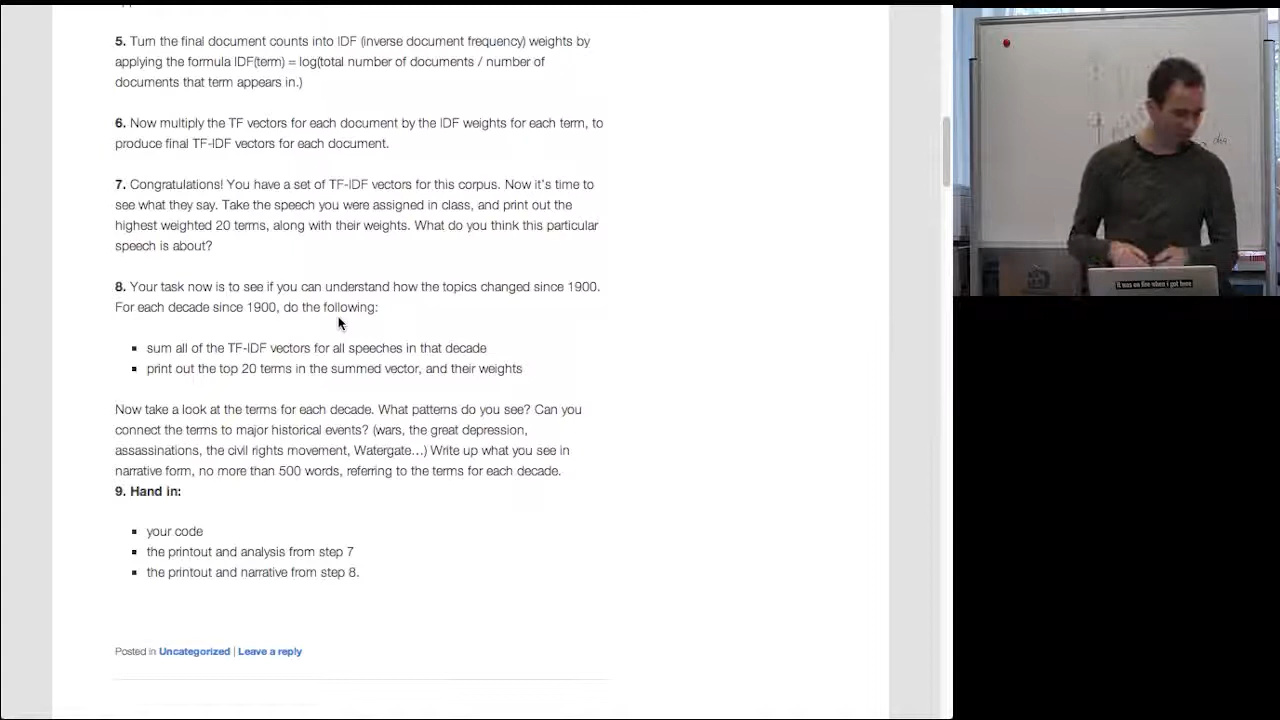 5. Turn the final document counts into IDF (inverse document frequency) weights by
applying the formula IDF(term) = log(total number of documents / number of
documents that term appears in.)
6. Now multiply the TF vectors for each document by the IDF weights for each term, to
produce final TF-IDF vectors for each document.
7. Congratulations! You have a set of TF-IDF vectors for this corpus. Now it's time to
see what they say. Take the speech you were assigned in class, and print out the
highest weighted 20 terms, along with their weights. What do you think this particular
speech is about?
8. Your task now is to see if you can understand how the topics changed since 1900.
For each decade since 1900, do the following:
sum all of the TF-IDF vectors for all speeches in that decade
print out the top 20 terms in the summed vector, and their weights
Now take a look at the terms for each decade. What patterns do you see? Can you
connect the terms to major historical events? (wars, the great depression,
assassinations, the civil rights movement, Watergate…) Write up what you see in
narrative form, no more than 500 words, referring to the terms for each decade.
9. Hand in:
your code
the printout and analysis from step 7
the printout and narrative from step 8.
Posted in Uncategorized | Leave a reply
It was on fire when I got here